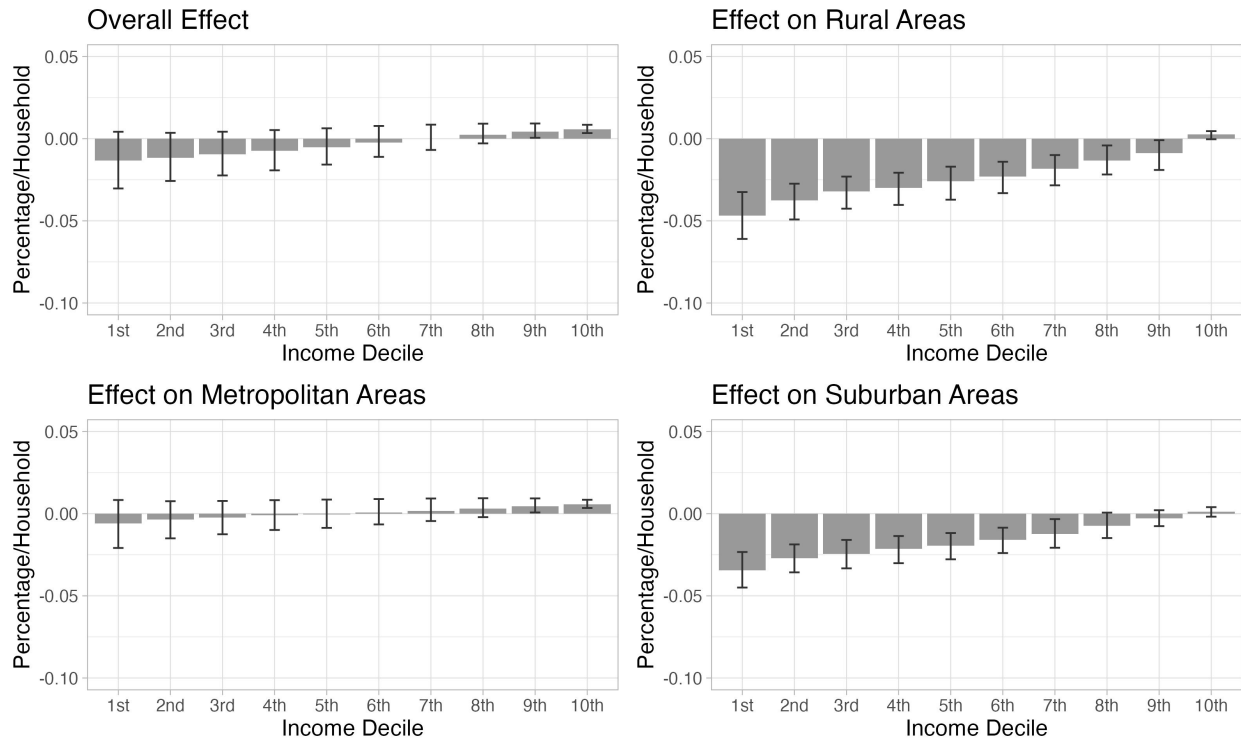 Overall Effect
Percentage/Household
0.05
0.00
-0.05
-0.10
1st 2nd 3rd 4th 5th 6th 7th 8th 9th 10th
Income Decile
Effect on Rural Areas
Percentage/Household
0.05
0.00
-0.05
-0.10
1st 2nd 3rd 4th 5th 6th 7th 8th 9th 10th
Income Decile
Effect on Metropolitan Areas
Percentage/Household
0.05
0.00
-0.05
-0.10
1st 2nd 3rd 4th 5th 6th 7th 8th 9th 10th
Income Decile
Effect on Suburban Areas
Percentage/Household
0.05
0.00
-0.05
-0.10
1st 2nd 3rd 4th 5th 6th 7th 8th 9th 10th
Income Decile